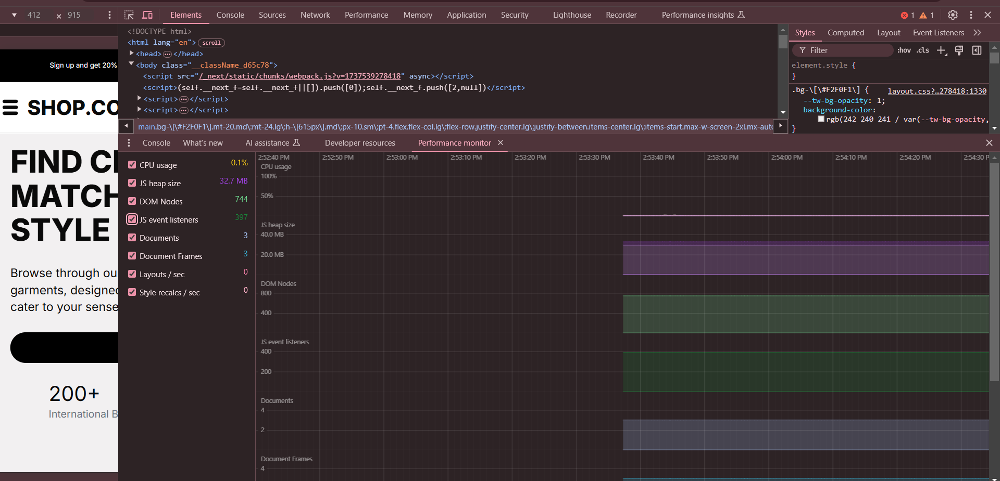 412 × 915
Elements Console Sources Network Performance Memory Application Security Lighthouse Recorder Performance insights 1 1
Sign up and get 20%
SHOP.CO
FIND CL
MATCH
STYLE
Browse through our
garments, designed
cater to your sense
200+
International B
<!DOCTYPE html>
<html lang="en"> scroll
<head> … </head>
<body class="__className_d65c78">
<script src="/_next/static/chunks/webpack.js?v=1737539278418" async></script>
<script>(self.__next_f=self.__next_f||[]).push([0]);self.__next_f.push([2,null])</script>
<script> … </script>
<script> … </script>
main.bg-\[\#F2F0F1\].mt-20.md\:mt-24.lg\:h-\[615px\].md\:px-10.sm\:pt-4.flex.flex-col.lg\:flex-row.justify-center.lg\:justify-between.items-center.lg\:items-start.max-w-screen-2xl.mx-auto
Styles Computed Layout Event Listeners
Filter :hov .cls
element.style {
}
.bg-\[\#F2F0F1\] { layout.css?…278418:1330
--tw-bg-opacity: 1;
background-color:
rgb(242 240 241 / var(--tw-bg-opacity,
}
Console What's new AI assistance Developer resources Performance monitor
CPU usage 0.1%
JS heap size 32.7 MB
DOM Nodes 744
JS event listeners 397
Documents 3
Document Frames 3
Layouts / sec 0
Style recalcs / sec 0
2:52:40 PM 2:52:50 PM 2:53:00 PM 2:53:10 PM 2:53:20 PM 2:53:30 PM 2:53:40 PM 2:53:50 PM 2:54:00 PM 2:54:10 PM 2:54:20 PM 2:54:30 P
CPU usage
100%
50%
JS heap size
40.0 MB
20.0 MB
DOM Nodes
800
400
JS event listeners
400
200
Documents
4
2
Document Frames
4